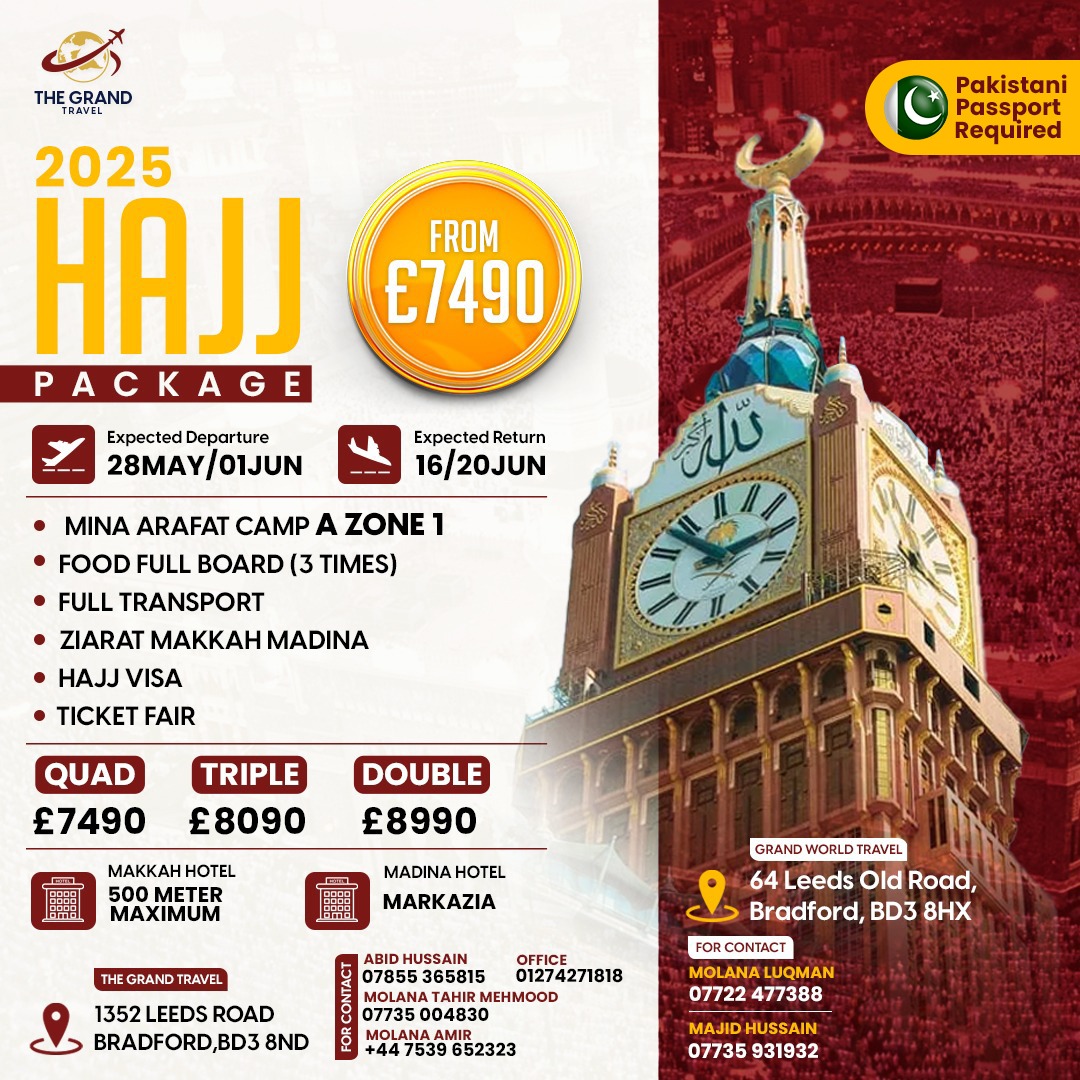 THE GRAND
TRAVEL
Pakistani
Passport
Required
2025
HAJJ
PACKAGE
FROM
£7490
Expected Departure
28MAY/01JUN
Expected Return
16/20JUN
MINA ARAFAT CAMP A ZONE 1
FOOD FULL BOARD (3 TIMES)
FULL TRANSPORT
ZIARAT MAKKAH MADINA
HAJJ VISA
TICKET FAIR
QUAD
£7490
TRIPLE
£8090
DOUBLE
£8990
HOTEL
MAKKAH HOTEL
500 METER
MAXIMUM
HOTEL
MADINA HOTEL
MARKAZIA
THE GRAND TRAVEL
1352 LEEDS ROAD
BRADFORD,BD3 8ND
FOR CONTACT
ABID HUSSAIN
07855 365815
OFFICE
01274271818
MOLANA TAHIR MEHMOOD
07735 004830
MOLANA AMIR
+44 7539 652323
GRAND WORLD TRAVEL
64 Leeds Old Road,
Bradford, BD3 8HX
FOR CONTACT
MOLANA LUQMAN
07722 477388
MAJID HUSSAIN
07735 931932
الله أكبر